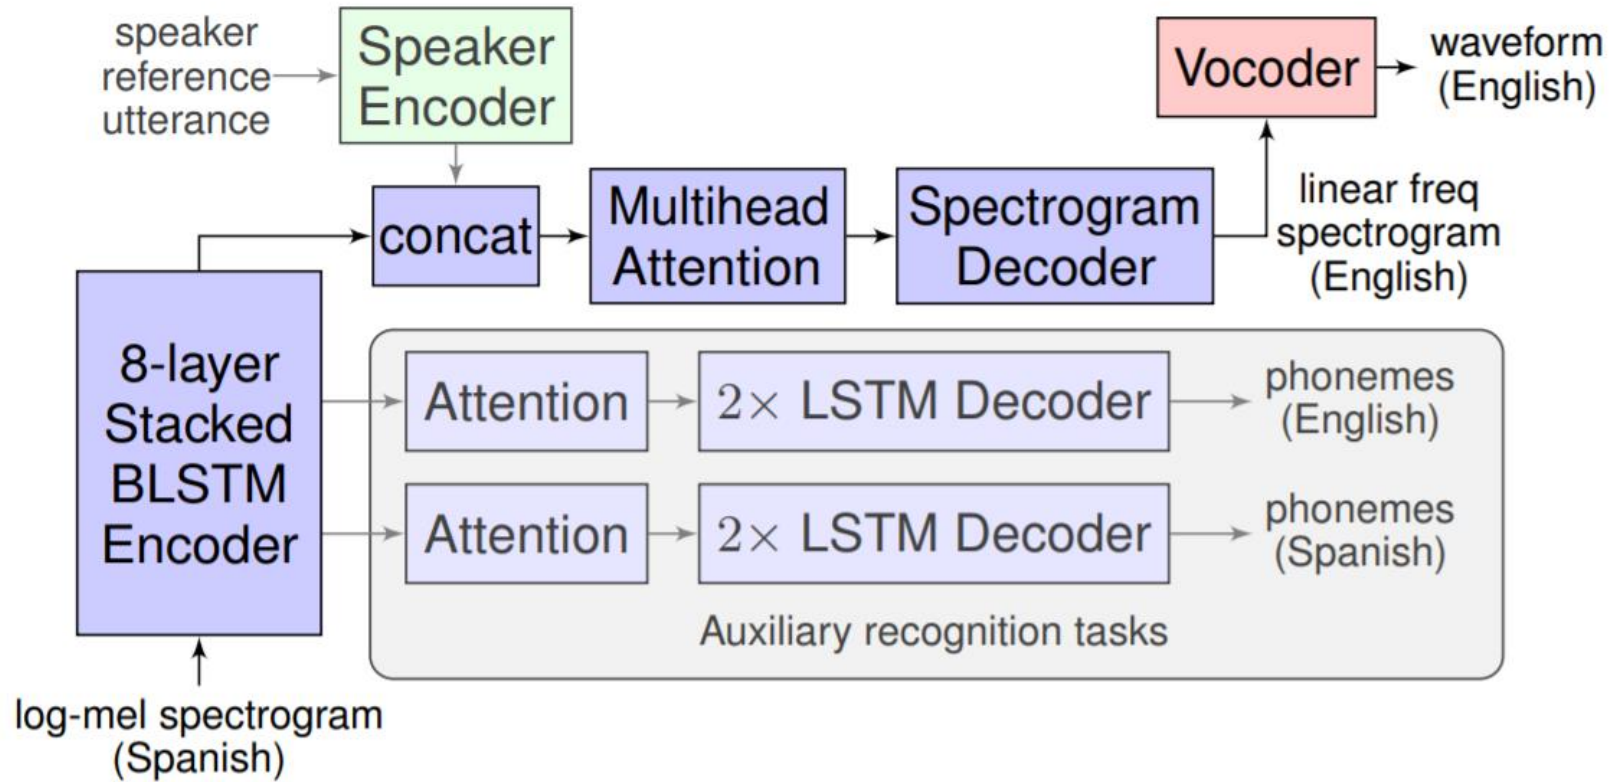 speaker
reference
utterance
Speaker
Encoder
Vocoder
waveform
(English)
concat
Multihead
Attention
Spectrogram
Decoder
linear freq
spectrogram
(English)
8-layer
Stacked
BLSTM
Encoder
Attention
2× LSTM Decoder
phonemes
(English)
Attention
2× LSTM Decoder
phonemes
(Spanish)
Auxiliary recognition tasks
log-mel spectrogram
(Spanish)